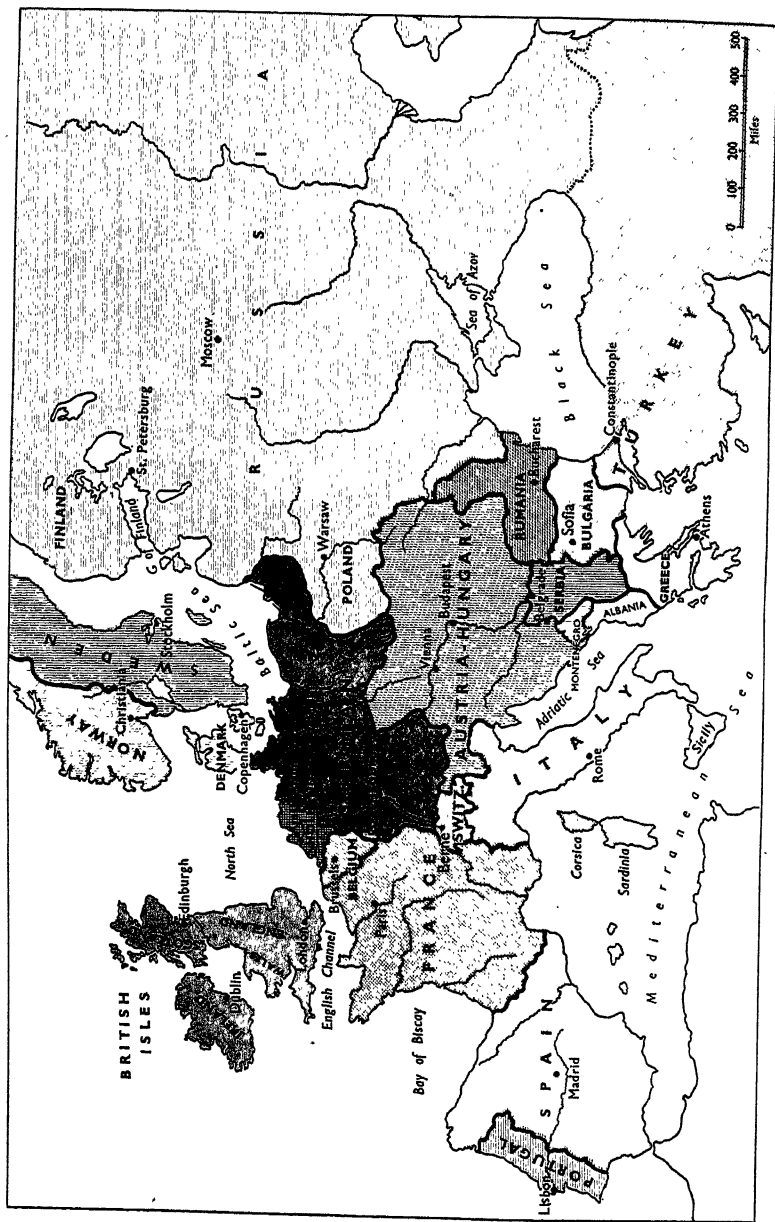 BRITISH
ISLES
Edinburgh
Dublin
London
North Sea
English Channel
Bay of Biscay
NORWAY
Christiania
SWEDEN
Stockholm
FINLAND
G. of Finland
St. Petersburg
Baltic Sea
DENMARK
Copenhagen
RUSSIA
Moscow
POLAND
Warsaw
Brussels
BELGIUM
Paris
FRANCE
Berne
SWITZ.
AUSTRIA-HUNGARY
Vienna
Budapest
RUMANIA
Bucharest
Belgrade
SERBIA
Sofia
BULGARIA
MONTENEGRO
ALBANIA
GREECE
Athens
Constantinople
TURKEY
Black Sea
Sea of Azov
Adriatic Sea
ITALY
Rome
Corsica
Sardinia
Sicily
Mediterranean Sea
SPAIN
Madrid
PORTUGAL
Lisbon
0 100 200 300 400 500
Miles